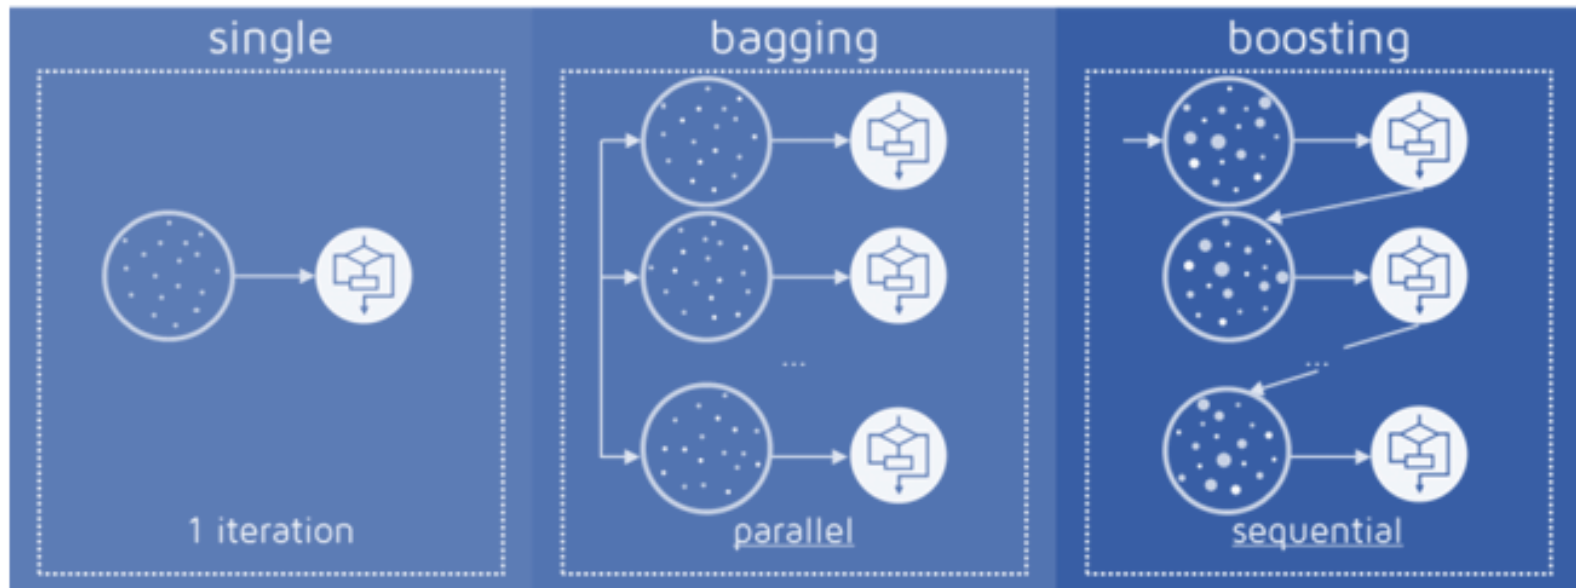 single
1 iteration
bagging
...
parallel
boosting
...
sequential